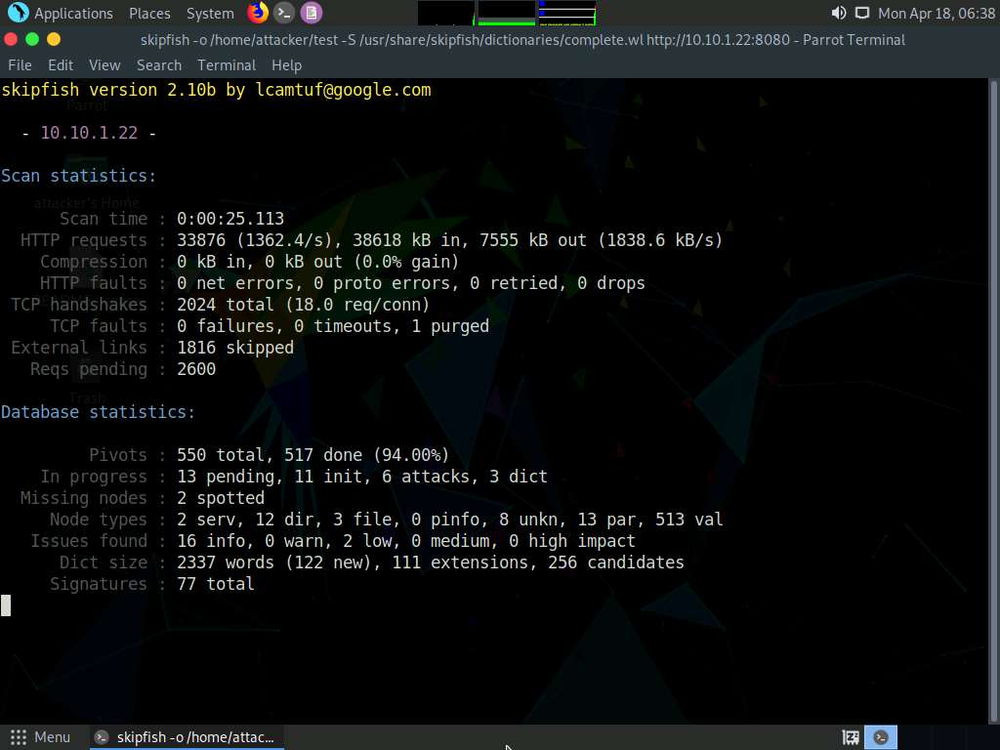 Applications Places System Mon Apr 18, 06:38
skipfish -o /home/attacker/test -S /usr/share/skipfish/dictionaries/complete.wl http://10.10.1.22:8080 - Parrot Terminal
File Edit View Search Terminal Help
skipfish version 2.10b by lcamtuf@google.com
Parrot
- 10.10.1.22 -
Scan statistics:
attacker's Home
Scan time : 0:00:25.113
HTTP requests : 33876 (1362.4/s), 38618 kB in, 7555 kB out (1838.6 kB/s)
Compression : 0 kB in, 0 kB out (0.0% gain)
HTTP faults : 0 net errors, 0 proto errors, 0 retried, 0 drops
TCP handshakes : 2024 total (18.0 req/conn)
TCP faults : 0 failures, 0 timeouts, 1 purged
External links : 1816 skipped
Reqs pending : 2600
Trash
Database statistics:
Pivots : 550 total, 517 done (94.00%)
In progress : 13 pending, 11 init, 6 attacks, 3 dict
Missing nodes : 2 spotted
Node types : 2 serv, 12 dir, 3 file, 0 pinfo, 8 unkn, 13 par, 513 val
Issues found : 16 info, 0 warn, 2 low, 0 medium, 0 high impact
Dict size : 2337 words (122 new), 111 extensions, 256 candidates
Signatures : 77 total
Menu skipfish -o /home/attac...